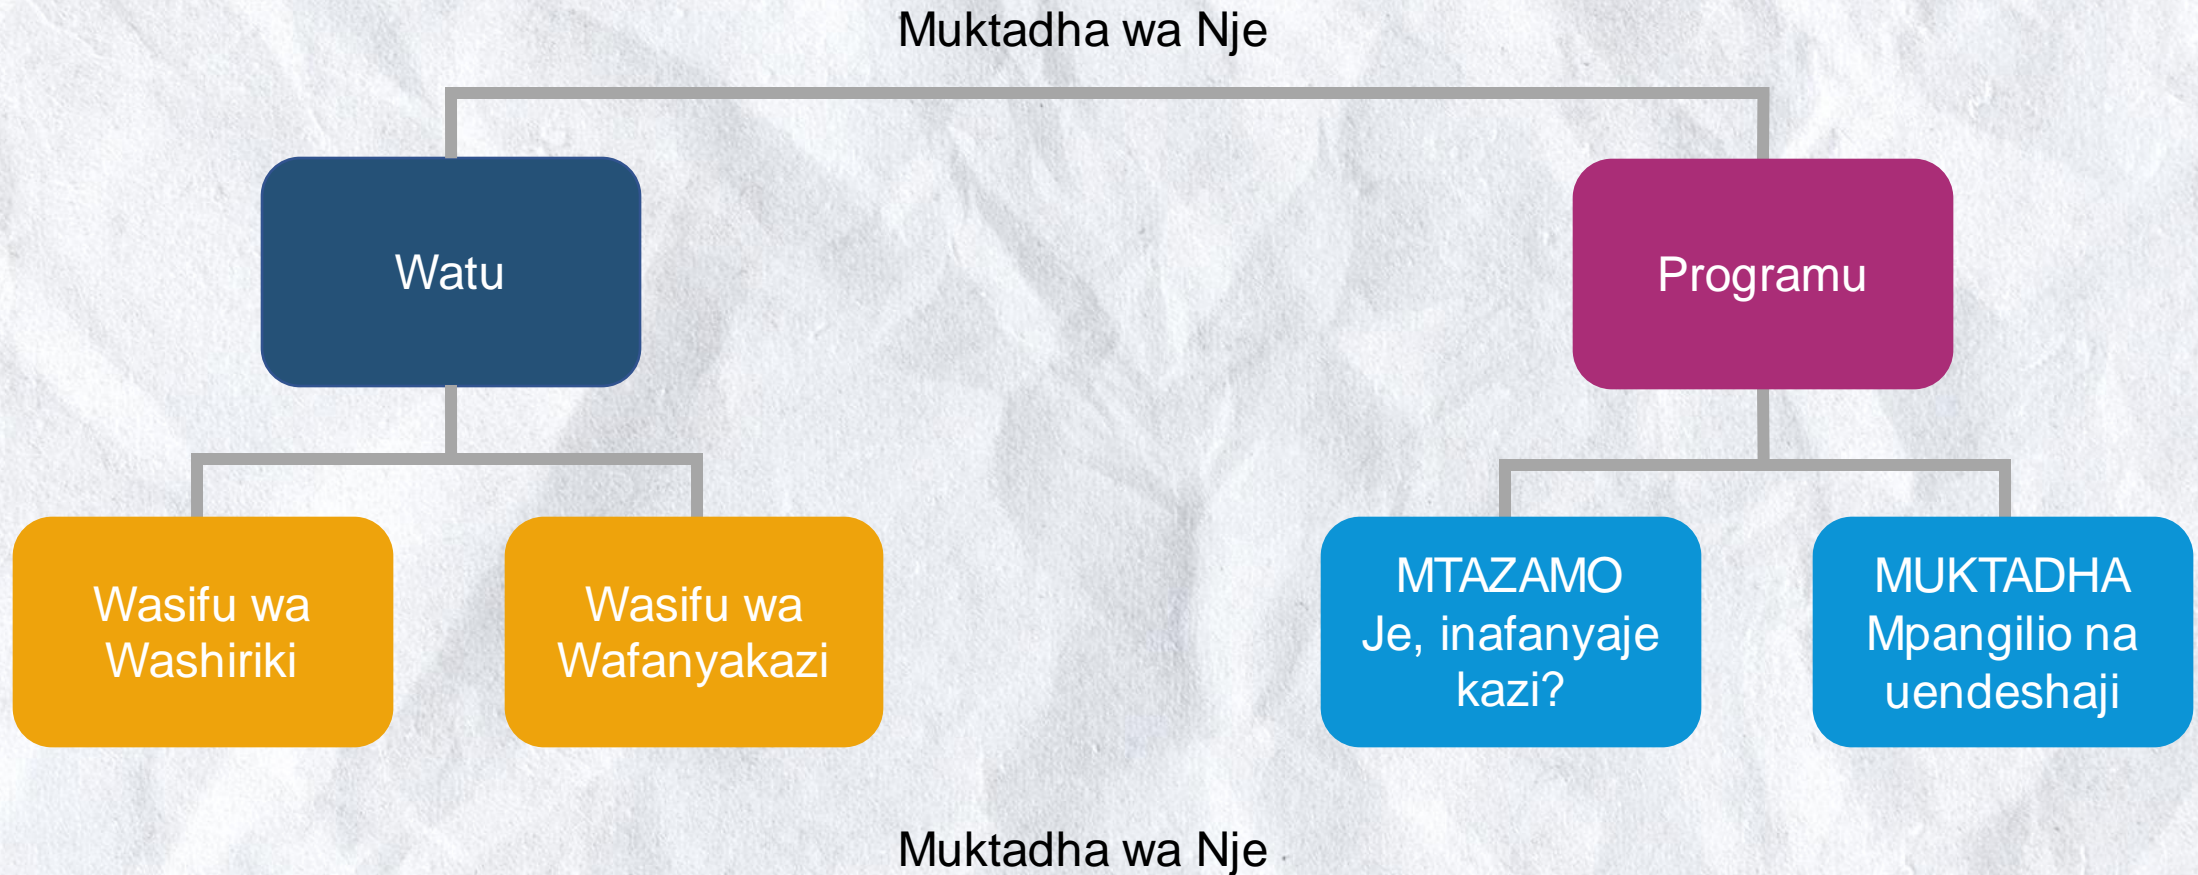 Muktadha wa Nje
Watu
Programu
Wasifu wa
Washiriki
Wasifu wa
Wafanyakazi
MTAZAMO
Je, inafanyaje
kazi?
MUKTADHA
Mpangilio na
uendeshaji
Muktadha wa Nje